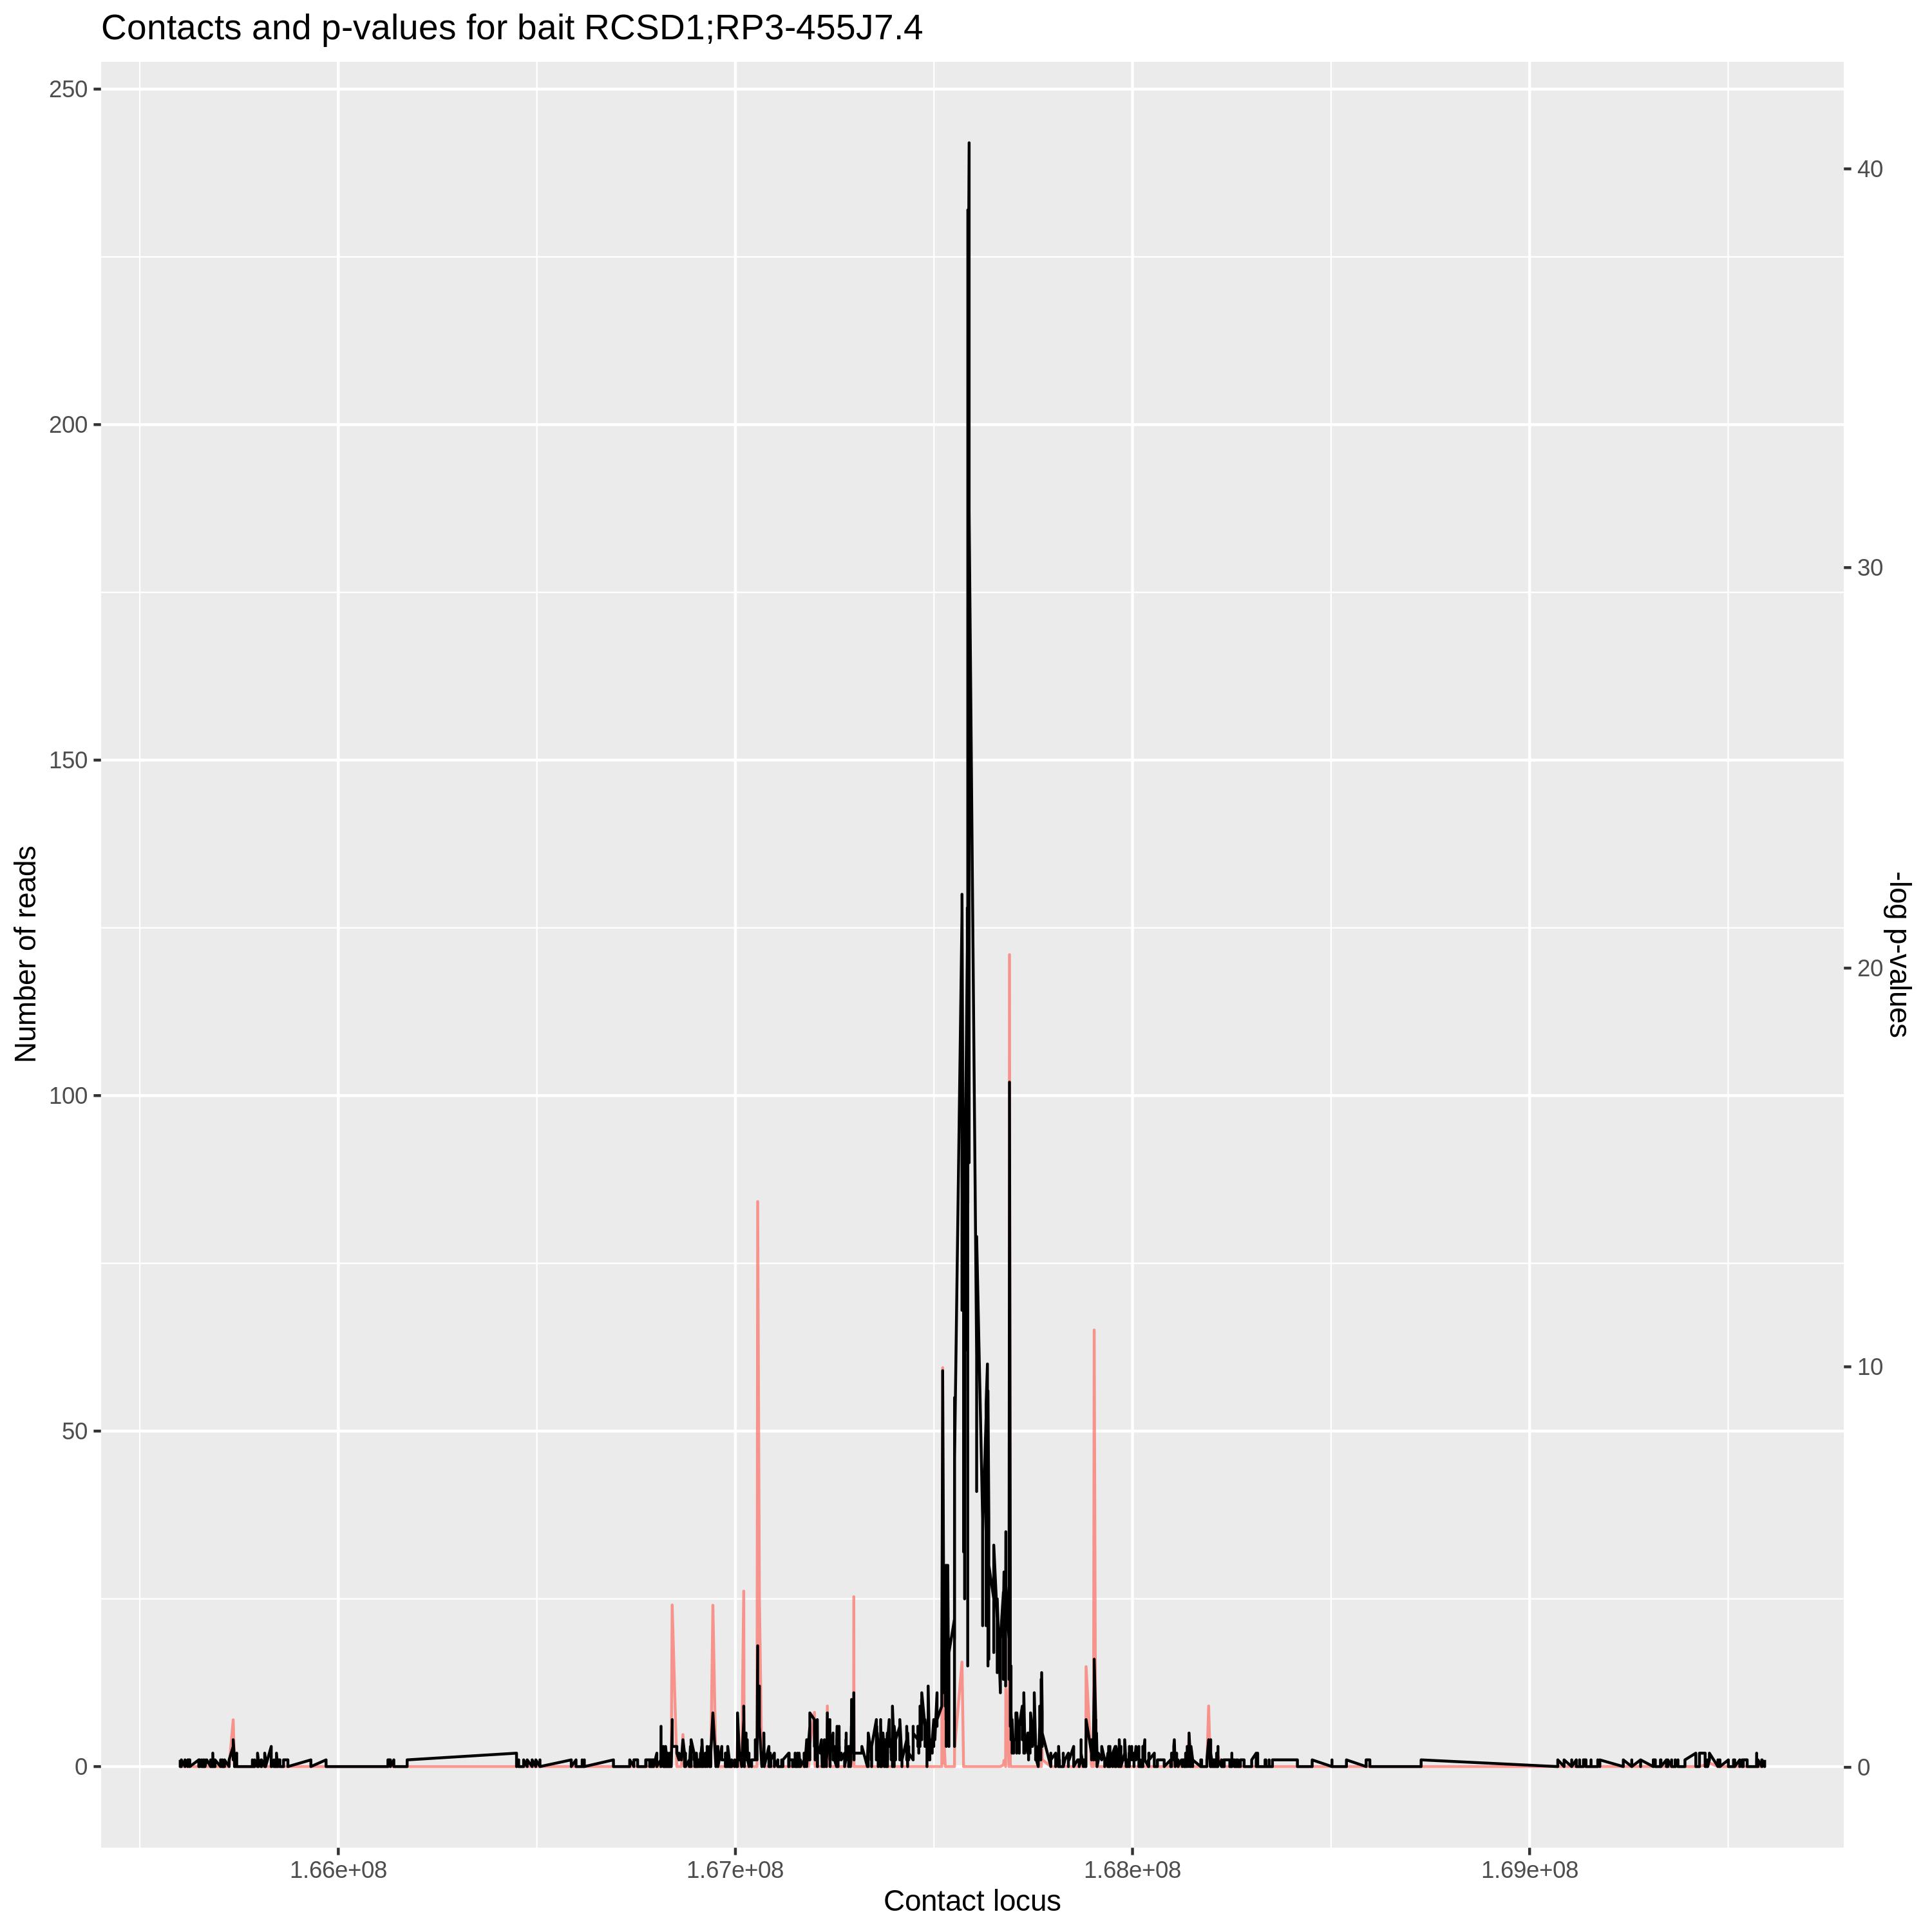 Contacts and p-values for bait RCSD1;RP3-455J7.4
250
200
150
100
50
0
Number of reads
40
30
20
10
0
-log p-values
1.66e+08
1.67e+08
1.68e+08
1.69e+08
Contact locus